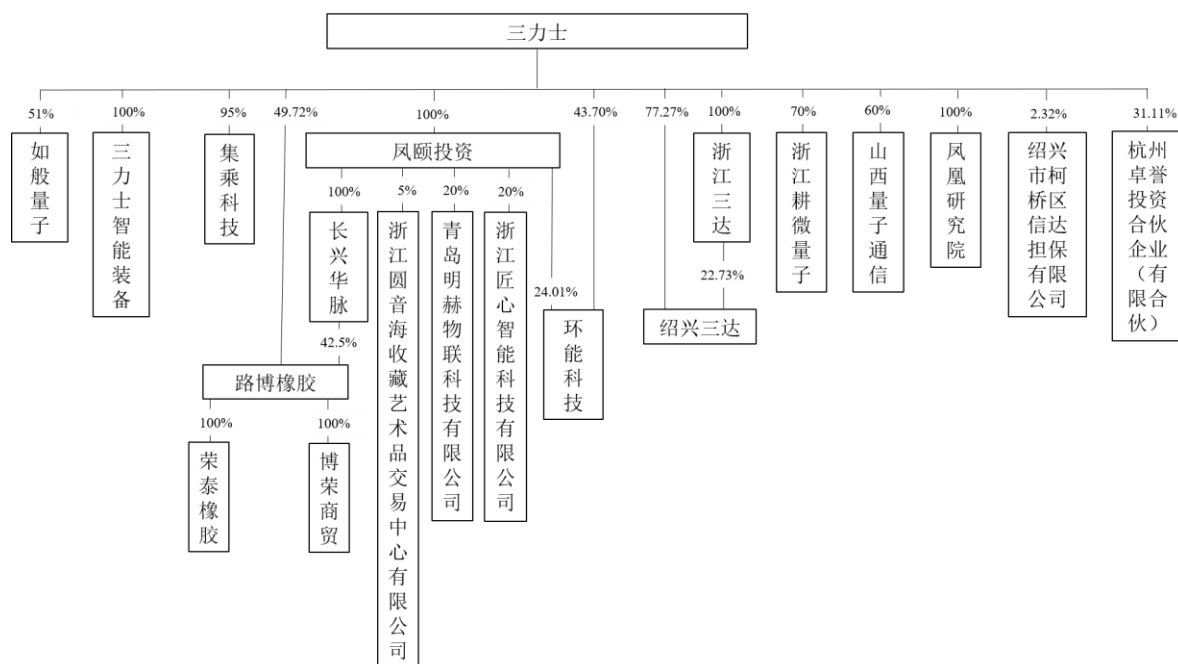 三力士
51%
100%
95%
49.72%
100%
43.70%
77.27%
100%
70%
60%
100%
2.32%
31.11%
如般量子
三力士智能装备
集乘科技
凤颐投资
浙江三达
浙江耕微量子
山西量子通信
凤凰研究院
绍兴市柯桥区信达担保有限公司
杭州卓誉投资合伙企业（有限合伙）
100%
5%
20%
20%
24.01%
22.73%
长兴华脉
浙江圆音海收藏艺术品交易中心有限公司
青岛明赫物联科技有限公司
浙江匠心智能科技有限公司
环能科技
绍兴三达
42.5%
路博橡胶
100%
100%
荣泰橡胶
博荣商贸